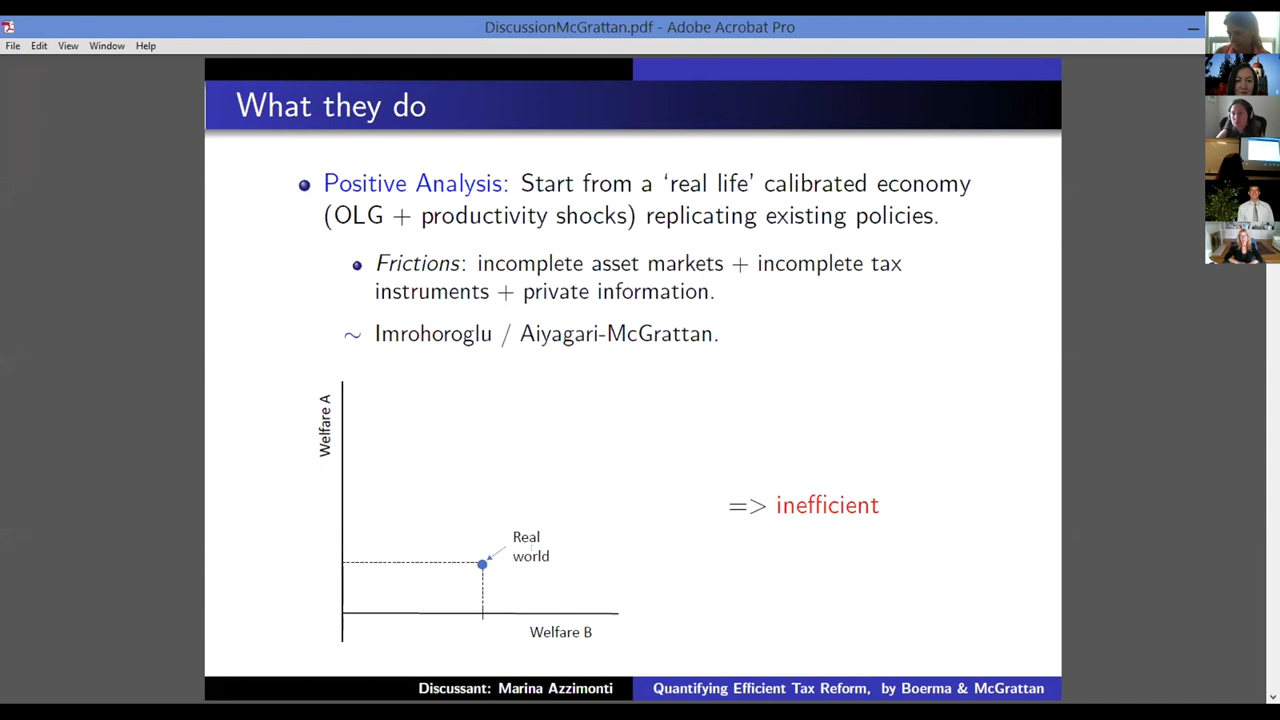 DiscussionMcGrattan.pdf - Adobe Acrobat Pro
File Edit View Window Help
What they do
Positive Analysis: Start from a ‘real life’ calibrated economy
(OLG + productivity shocks) replicating existing policies.
Frictions: incomplete asset markets + incomplete tax
instruments + private information.
~ Imrohoroglu / Aiyagari-McGrattan.
Welfare A
=> inefficient
Real
world
Welfare B
Discussant: Marina Azzimonti
Quantifying Efficient Tax Reform, by Boerma & McGrattan